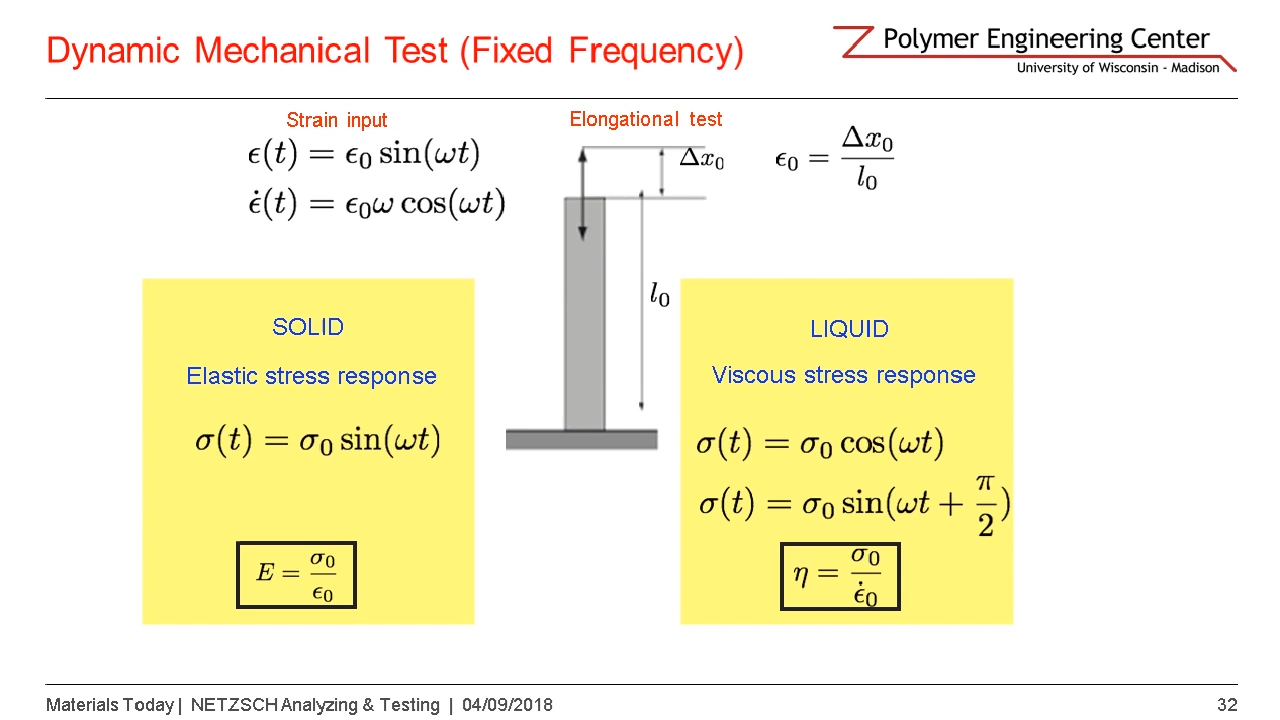 Dynamic Mechanical Test (Fixed Frequency)
Polymer Engineering Center
University of Wisconsin - Madison
Strain input
ϵ(t) = ϵ₀ sin(ωt)
ϵ̇(t) = ϵ₀ω cos(ωt)
Elongational test
Δx₀
l₀
ϵ₀ = Δx₀ / l₀
SOLID
Elastic stress response
σ(t) = σ₀ sin(ωt)
E = σ₀ / ϵ₀
LIQUID
Viscous stress response
σ(t) = σ₀ cos(ωt)
σ(t) = σ₀ sin(ωt + π/2)
η = σ₀ / ϵ̇₀
Materials Today | NETZSCH Analyzing & Testing | 04/09/2018
32